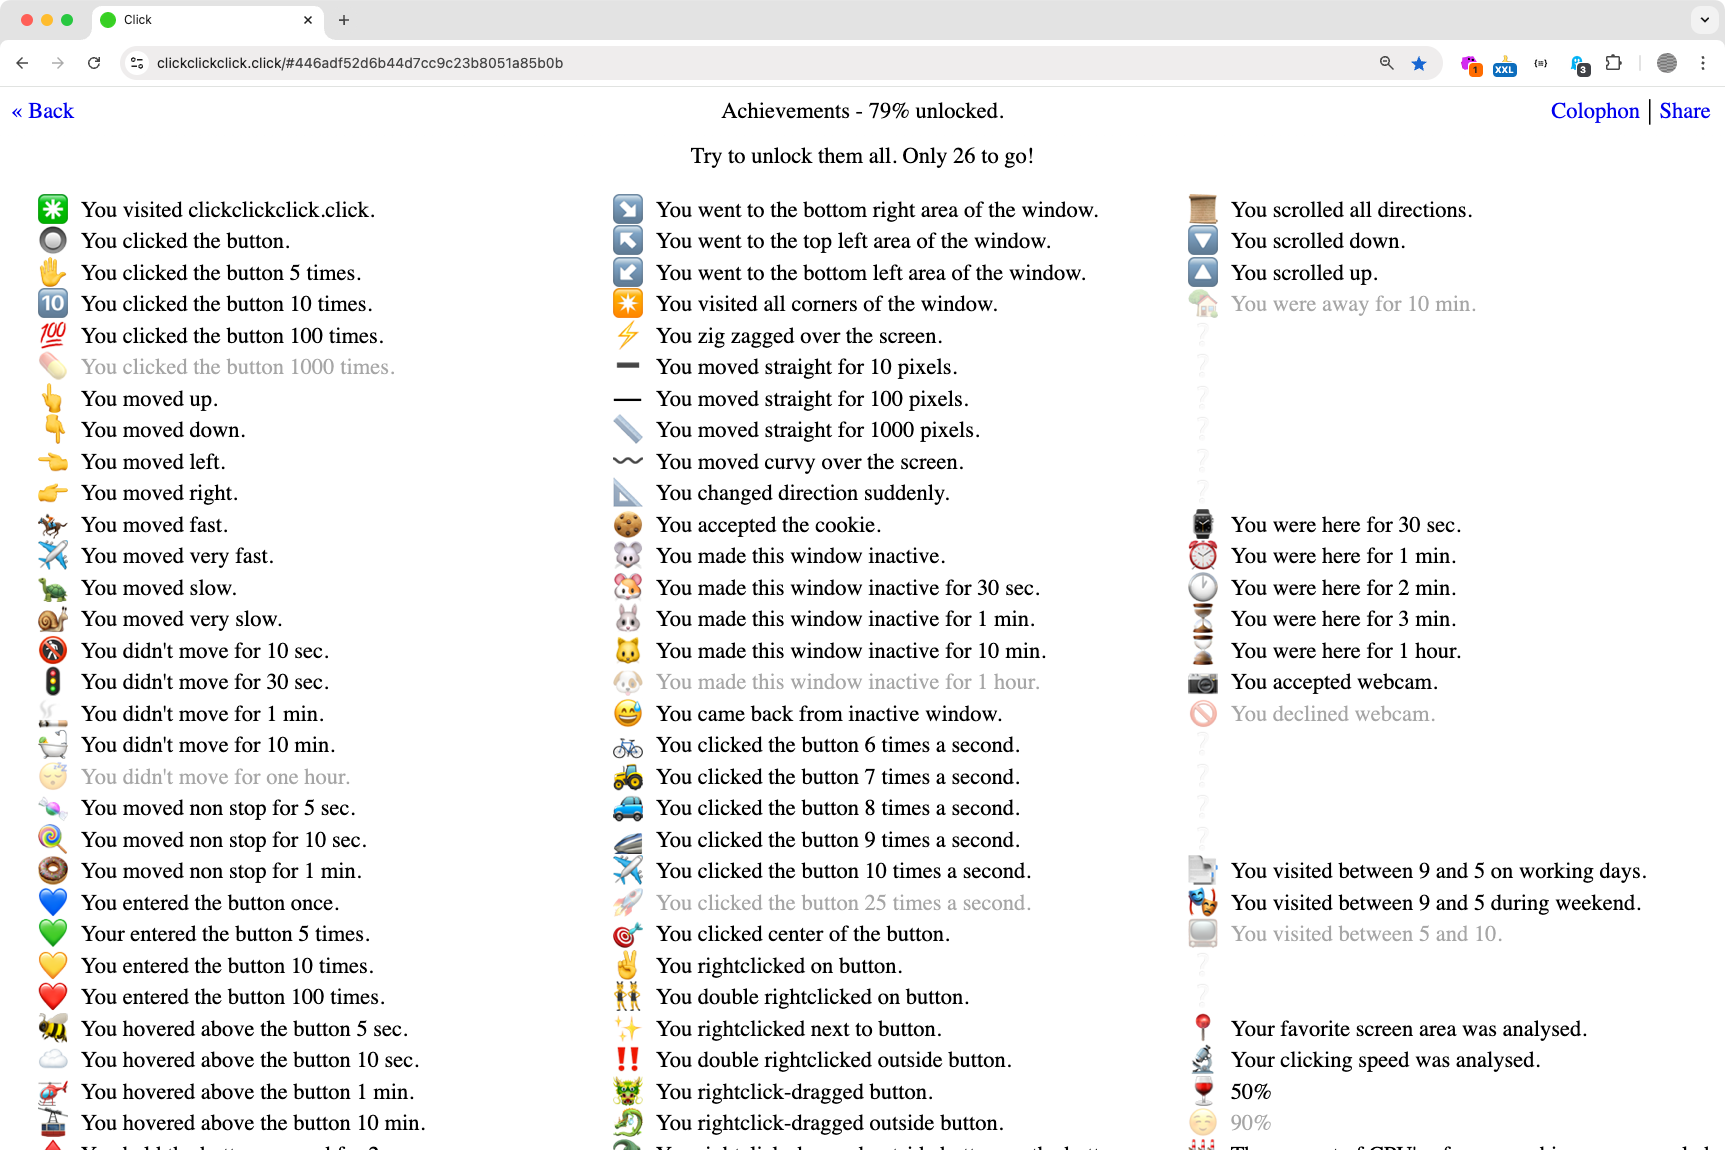 Click
clickclickclick.click/#446adf52d6b44d7cc9c23b8051a85b0b
1
XXL
3
« Back
Achievements - 79% unlocked.
Colophon | Share
Try to unlock them all. Only 26 to go!
You visited clickclickclick.click.
You clicked the button.
You clicked the button 5 times.
10 You clicked the button 10 times.
100 You clicked the button 100 times.
You clicked the button 1000 times.
You moved up.
You moved down.
You moved left.
You moved right.
You moved fast.
You moved very fast.
You moved slow.
You moved very slow.
You didn't move for 10 sec.
You didn't move for 30 sec.
You didn't move for 1 min.
You didn't move for 10 min.
You didn't move for one hour.
You moved non stop for 5 sec.
You moved non stop for 10 sec.
You moved non stop for 1 min.
You entered the button once.
Your entered the button 5 times.
You entered the button 10 times.
You entered the button 100 times.
You hovered above the button 5 sec.
You hovered above the button 10 sec.
You hovered above the button 1 min.
You hovered above the button 10 min.
You went to the bottom right area of the window.
You went to the top left area of the window.
You went to the bottom left area of the window.
You visited all corners of the window.
You zig zagged over the screen.
You moved straight for 10 pixels.
You moved straight for 100 pixels.
You moved straight for 1000 pixels.
You moved curvy over the screen.
You changed direction suddenly.
You accepted the cookie.
You made this window inactive.
You made this window inactive for 30 sec.
You made this window inactive for 1 min.
You made this window inactive for 10 min.
You made this window inactive for 1 hour.
You came back from inactive window.
You clicked the button 6 times a second.
You clicked the button 7 times a second.
You clicked the button 8 times a second.
You clicked the button 9 times a second.
You clicked the button 10 times a second.
You clicked the button 25 times a second.
You clicked center of the button.
You rightclicked on button.
You double rightclicked on button.
You rightclicked next to button.
You double rightclicked outside button.
You rightclick-dragged button.
You rightclick-dragged outside button.
You scrolled all directions.
You scrolled down.
You scrolled up.
You were away for 10 min.
?
?
?
?
?
?
You were here for 30 sec.
You were here for 1 min.
You were here for 2 min.
You were here for 3 min.
You were here for 1 hour.
You accepted webcam.
You declined webcam.
?
?
?
?
You visited between 9 and 5 on working days.
You visited between 9 and 5 during weekend.
You visited between 5 and 10.
?
?
Your favorite screen area was analysed.
Your clicking speed was analysed.
50%
90%